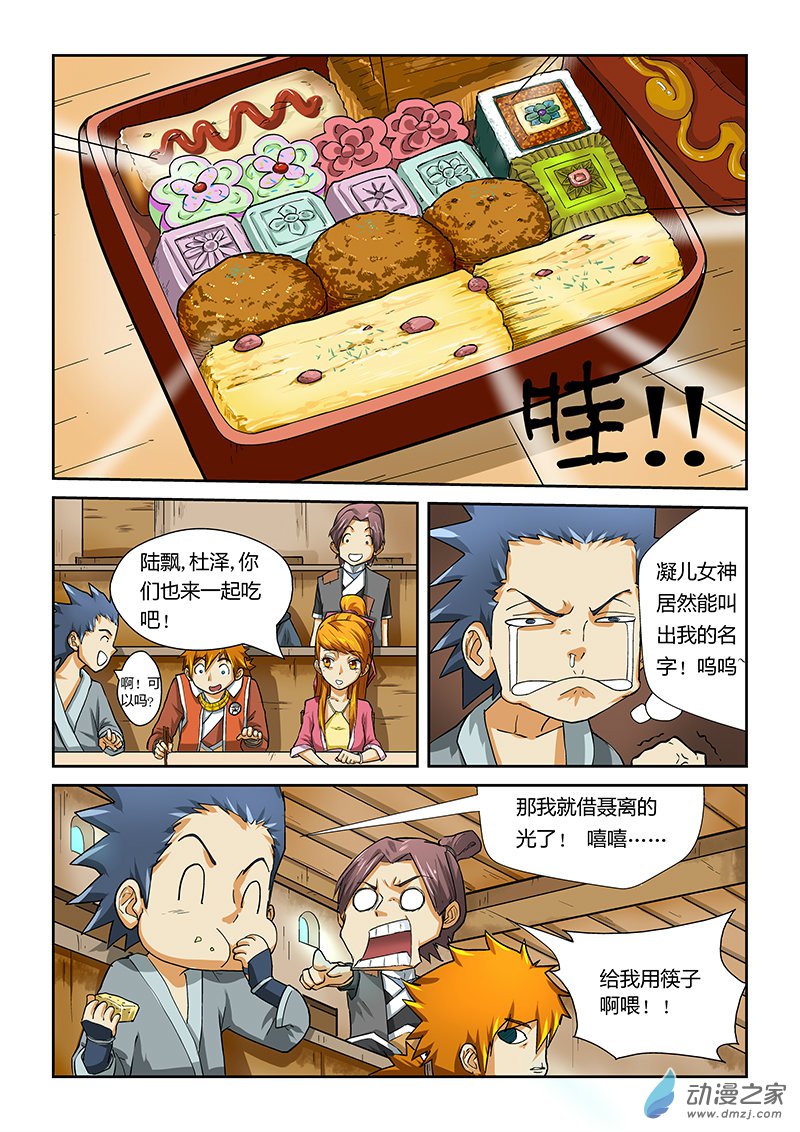 哇!!
陆飘,杜泽,你
们也来一起吃
吧!
啊!可
以吗?
凝儿女神
居然能叫
出我的名
字!呜呜~
那我就借聂离的
光了! 嘻嘻……
给我用筷子
啊喂!!
动漫之家
www.dmzj.com